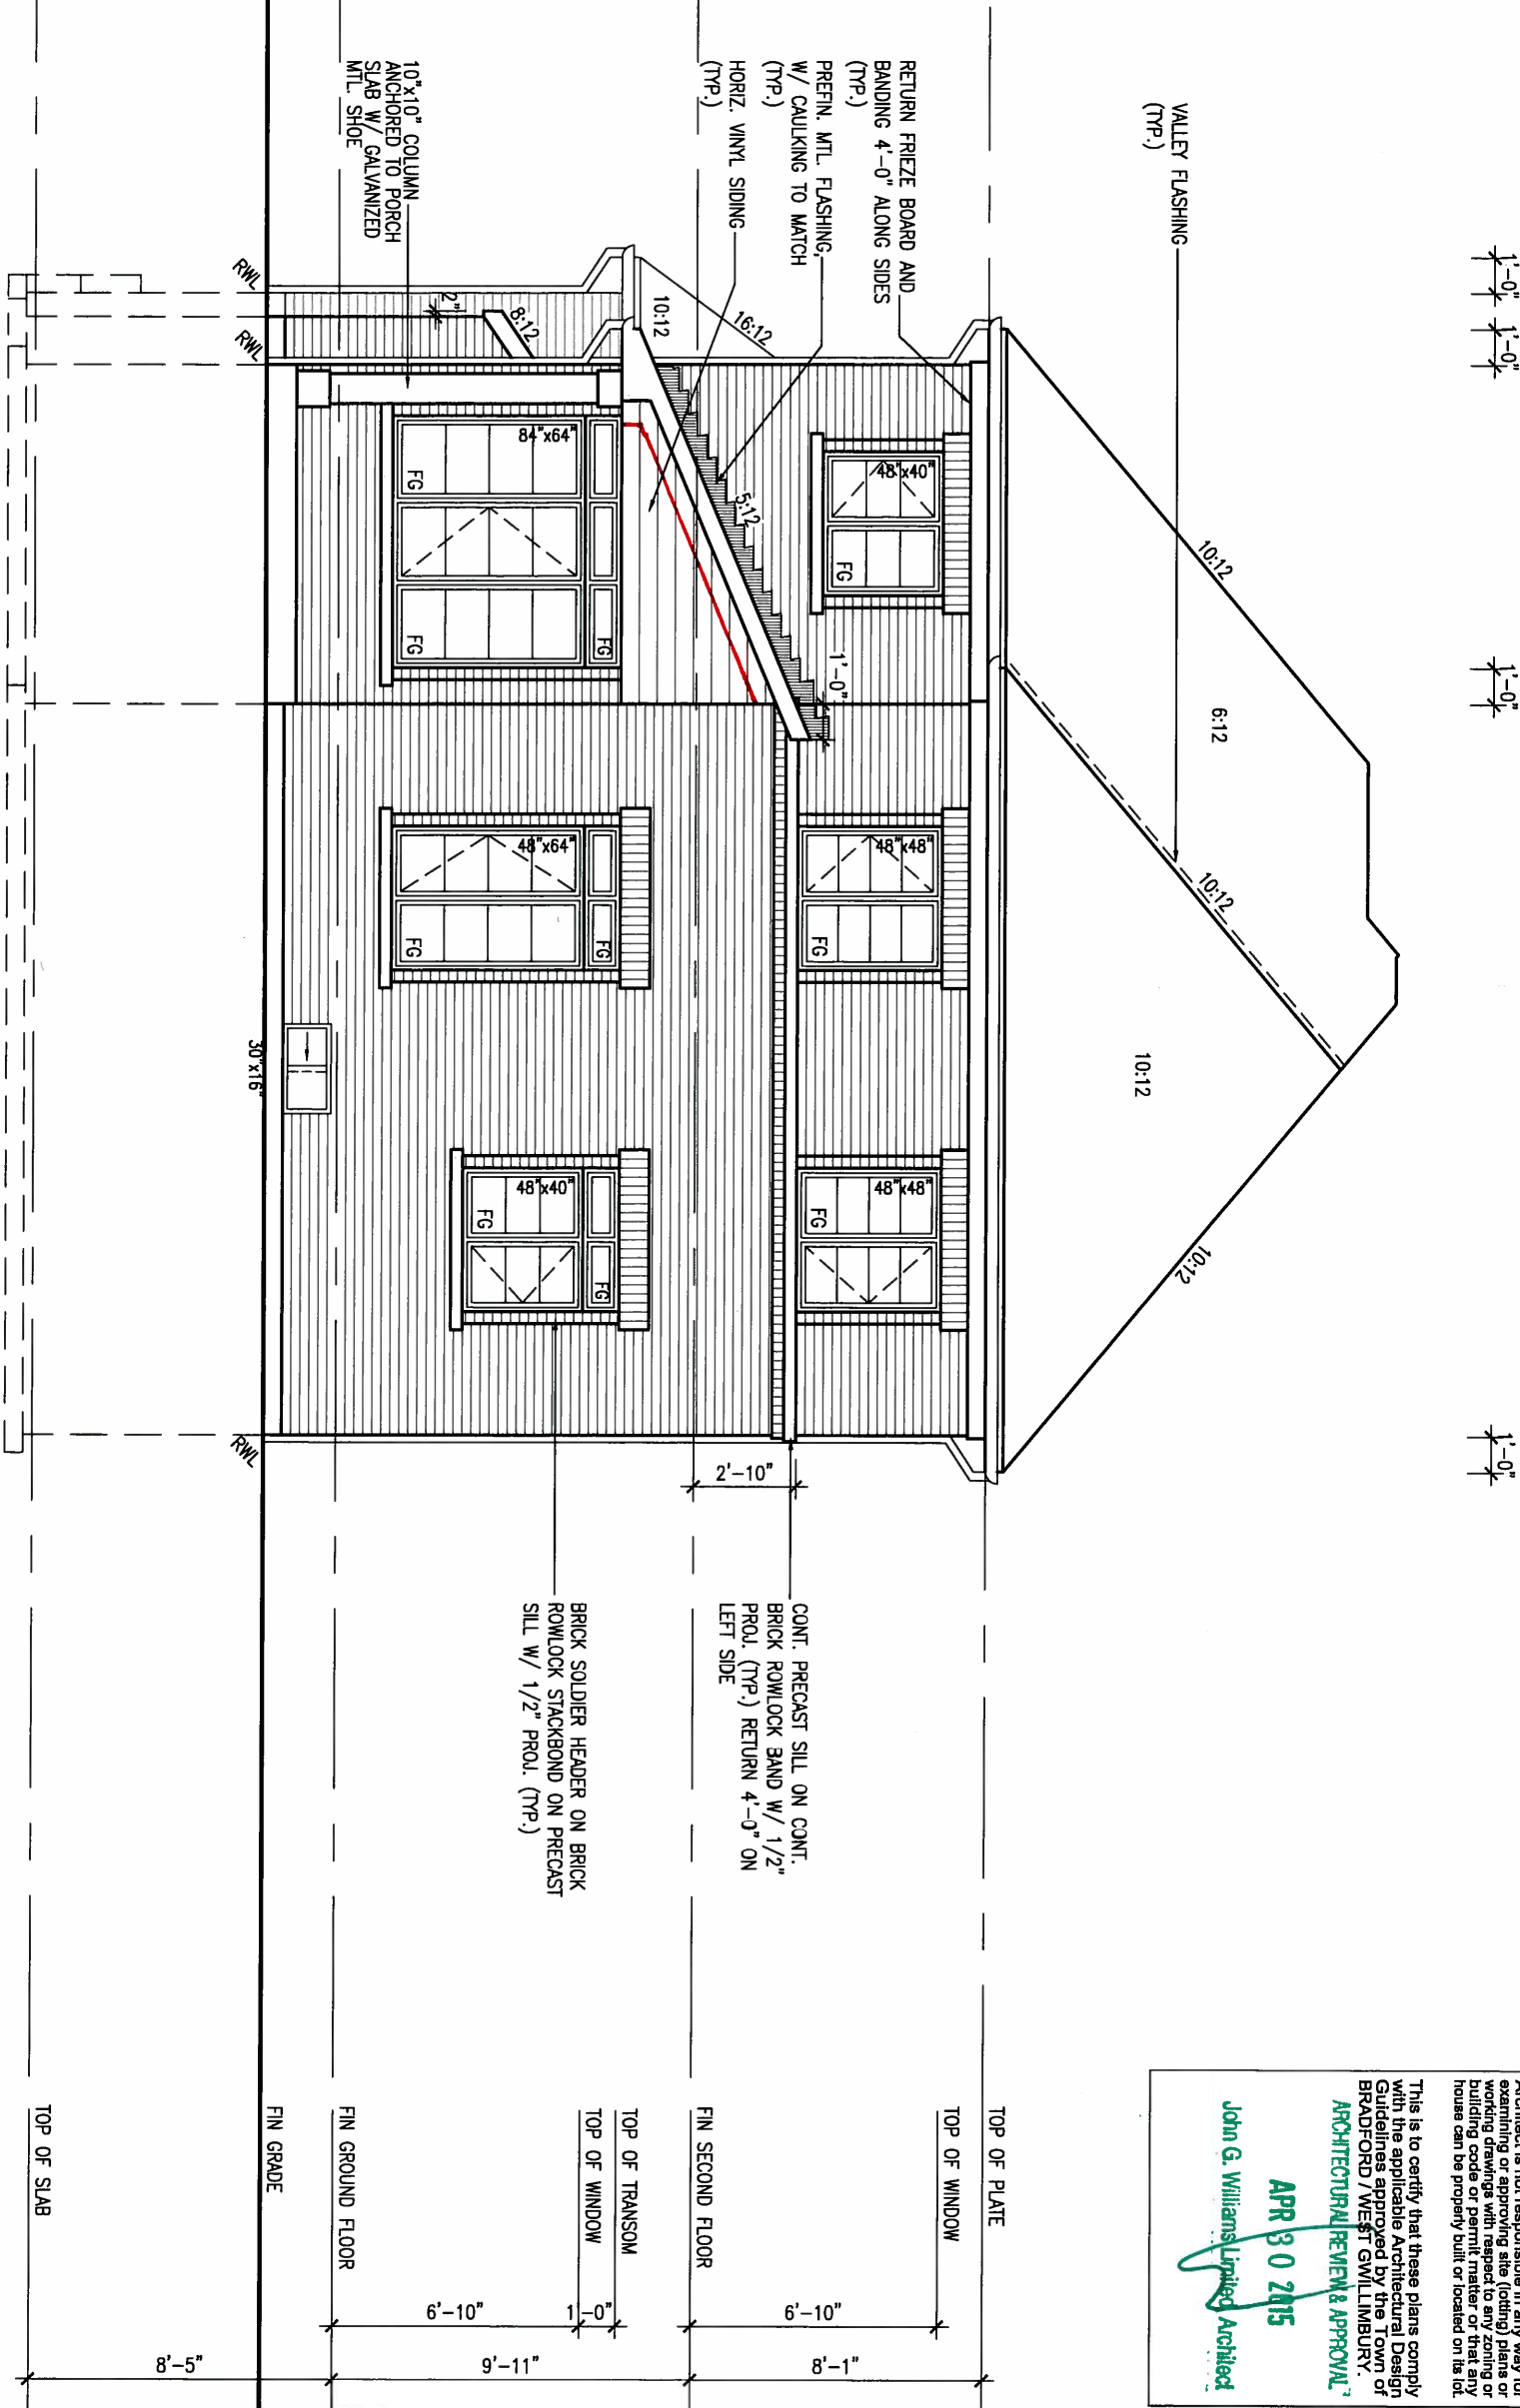 1'-0"
1'-0"
1'-0"
1'-0"
VALLEY FLASHING
(TYP.)
10:12
6:12
10:12
10:12
10:12
RETURN FRIEZE BOARD AND
BANDING 4'-0" ALONG SIDES
(TYP.)
PREFIN. MTL. FLASHING,
W/ CAULKING TO MATCH
(TYP.)
HORIZ. VINYL SIDING
(TYP.)
10"x10" COLUMN
ANCHORED TO PORCH
SLAB W/ GALVANIZED
MTL. SHOE
16:12
10:12
8:12
2"
5:12
1'-0"
48"x40"
FG
48"x48"
FG
48"x48"
FG
84"x64"
FG
FG
FG
48"x64"
FG
FG
48"x40"
FG
FG
30"x16"
RWL
RWL
RWL
2'-10"
CONT. PRECAST SILL ON CONT.
BRICK ROWLOCK BAND W/ 1/2"
PROJ. (TYP.) RETURN 4'-0" ON
LEFT SIDE
BRICK SOLDIER HEADER ON BRICK
ROWLOCK STACKBOND ON PRECAST
SILL W/ 1/2" PROJ. (TYP.)
TOP OF PLATE
TOP OF WINDOW
FIN SECOND FLOOR
TOP OF TRANSOM
TOP OF WINDOW
FIN GROUND FLOOR
FIN GRADE
TOP OF SLAB
6'-10"
1'-0"
6'-10"
8'-1"
9'-11"
8'-5"
Architect is not responsible in any way for
examining or approving site (lotting) plans or
working drawings with respect to any zoning or
building code or permit matter or that any
house can be properly built or located on its lot.
This is to certify that these plans comply
with the applicable Architectural Design
Guidelines approved by the Town of
BRADFORD / WEST GWILLIMBURY.
ARCHITECTURAL REVIEW & APPROVAL
APR 30 2015
John G. Williams Limited, Architect